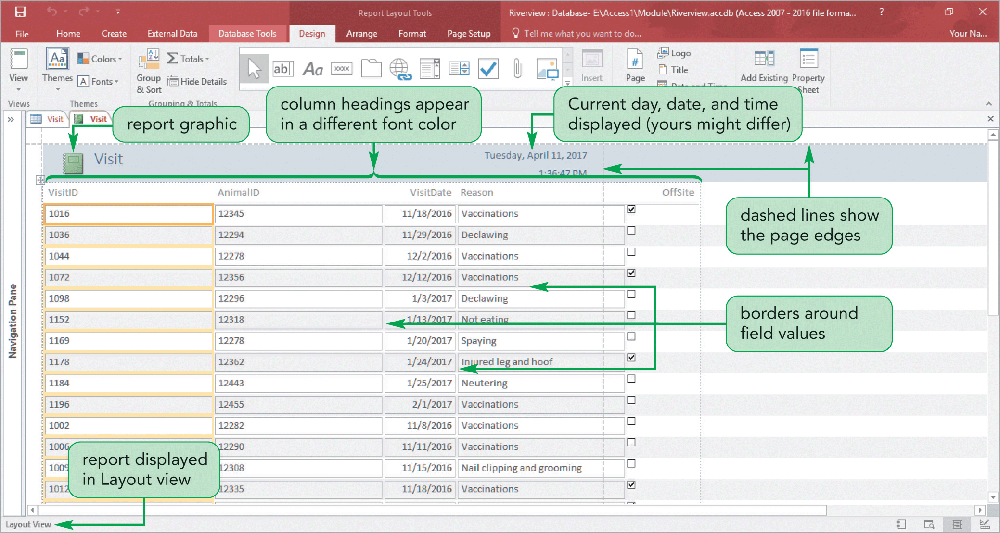 Report Layout Tools
Riverview : Database- E:\Access1\Module\Riverview.accdb (Access 2007 - 2016 file forma...
?
File
Home
Create
External Data
Database Tools
Design
Arrange
Format
Page Setup
Tell me what you want to do...
Your Na...
View
Views
Aa
Themes
Colors
A Fonts
Themes
A
Z
Group
& Sort
Totals
Hide Details
Grouping & Totals
ab
Aa
xxxx
Insert
#
Page
Logo
Title
Date and Time
Add Existing
Property
Sheet
»
Visit
Visit
report graphic
column headings appear
in a different font color
Current day, date, and time
displayed (yours might differ)
Visit
Tuesday, April 11, 2017
1:36:47 PM
VisitID AnimalID VisitDate Reason OffSite
1016 12345 11/18/2016 Vaccinations
1036 12294 11/29/2016 Declawing
1044 12278 12/2/2016 Vaccinations
1072 12356 12/12/2016 Vaccinations
1098 12296 1/3/2017 Declawing
1152 12318 1/13/2017 Not eating
1169 12278 1/20/2017 Spaying
1178 12362 1/24/2017 Injured leg and hoof
1184 12443 1/25/2017 Neutering
1196 12455 2/1/2017 Vaccinations
1002 12282 11/8/2016 Vaccinations
1006 12290 11/11/2016 Vaccinations
1009 12308 11/15/2016 Nail clipping and grooming
1012 12335 11/18/2016 Vaccinations
dashed lines show
the page edges
borders around
field values
report displayed
in Layout view
Navigation Pane
Layout View